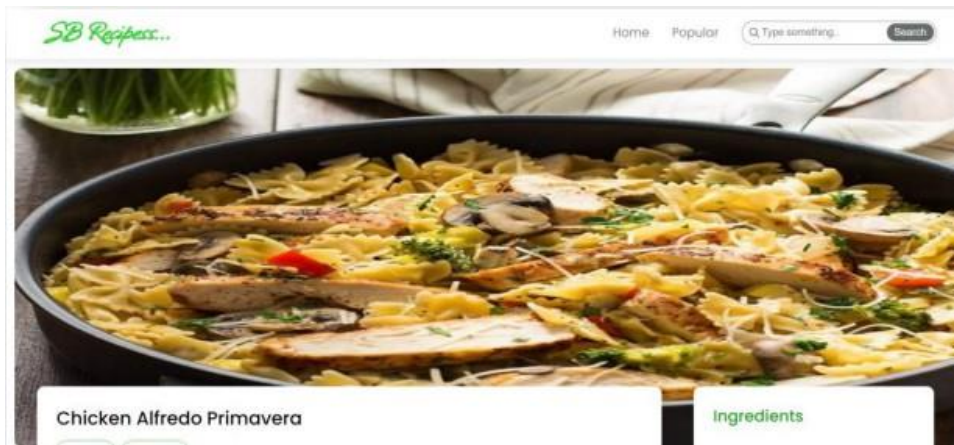 SB Recipess...
Home Popular Type something.. Search
Chicken Alfredo Primavera
Ingredients